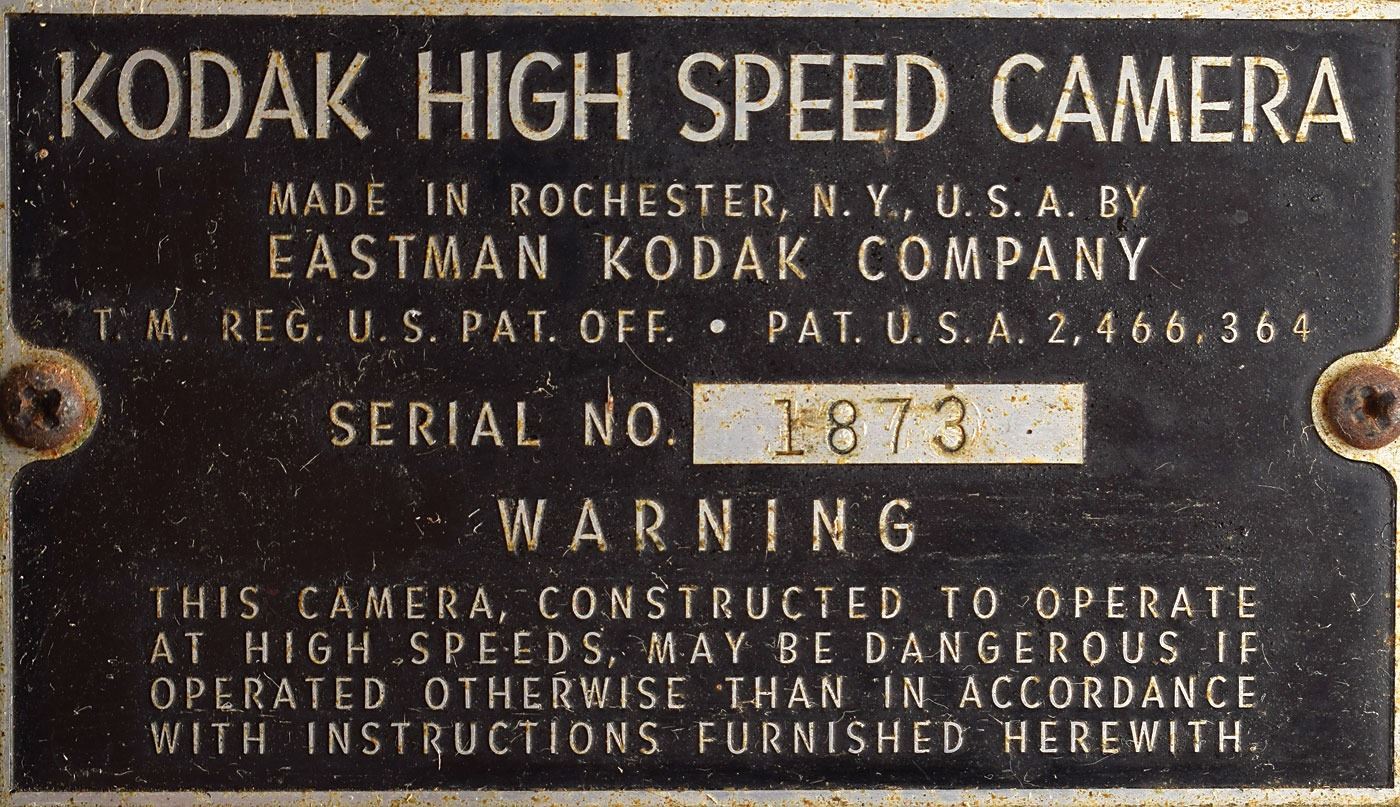 KODAK HIGH SPEED CAMERA
MADE IN ROCHESTER, N.Y., U.S.A. BY
EASTMAN KODAK COMPANY
T. M. REG. U.S. PAT. OFF. • PAT. U.S.A. 2,466,364
SERIAL NO. 1873
WARNING
THIS CAMERA, CONSTRUCTED TO OPERATE
AT HIGH SPEEDS, MAY BE DANGEROUS IF
OPERATED OTHERWISE THAN IN ACCORDANCE
WITH INSTRUCTIONS FURNISHED HEREWITH.